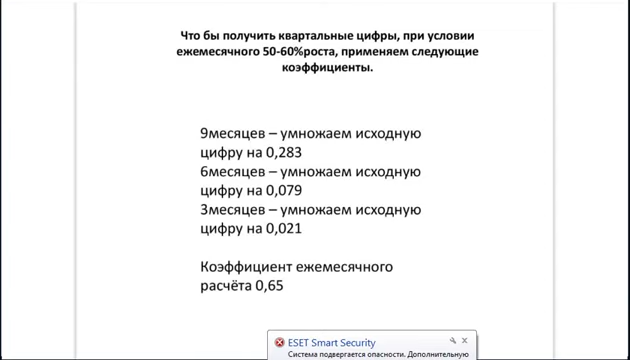 Что бы получить квартальные цифры, при условии
ежемесячного 50-60%роста, применяем следующие
коэффициенты.
9месяцев – умножаем исходную
цифру на 0,283
6месяцев – умножаем исходную
цифру на 0,079
3месяцев – умножаем исходную
цифру на 0,021
Коэффициент ежемесячного
расчёта 0,65
ESET Smart Security
Система подвергается опасности. Дополнительную